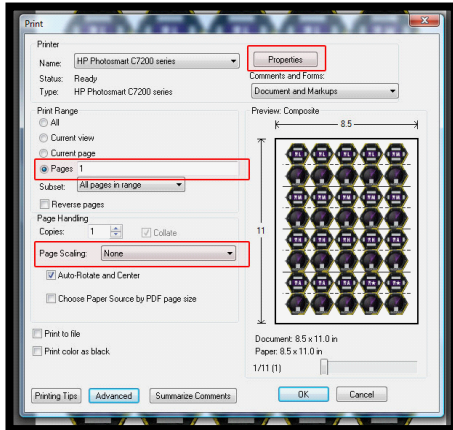 Print
Printer
Name: HP Photosmart C7200 series
Properties
Status: Ready
Comments and Forms:
Type: HP Photosmart C7200 series
Document and Markups
Print Range
All
Current view
Current page
Pages 1
Subset: All pages in range
Reverse pages
Page Handling
Copies: 1
Collate
Page Scaling: None
Auto-Rotate and Center
Choose Paper Source by PDF page size
Print to file
Print color as black
Preview: Composite
8.5
11
Document: 8.5 x 11.0 in
Paper: 8.5 x 11.0 in
1/11 (1)
Printing Tips
Advanced
Summarize Comments
OK
Cancel